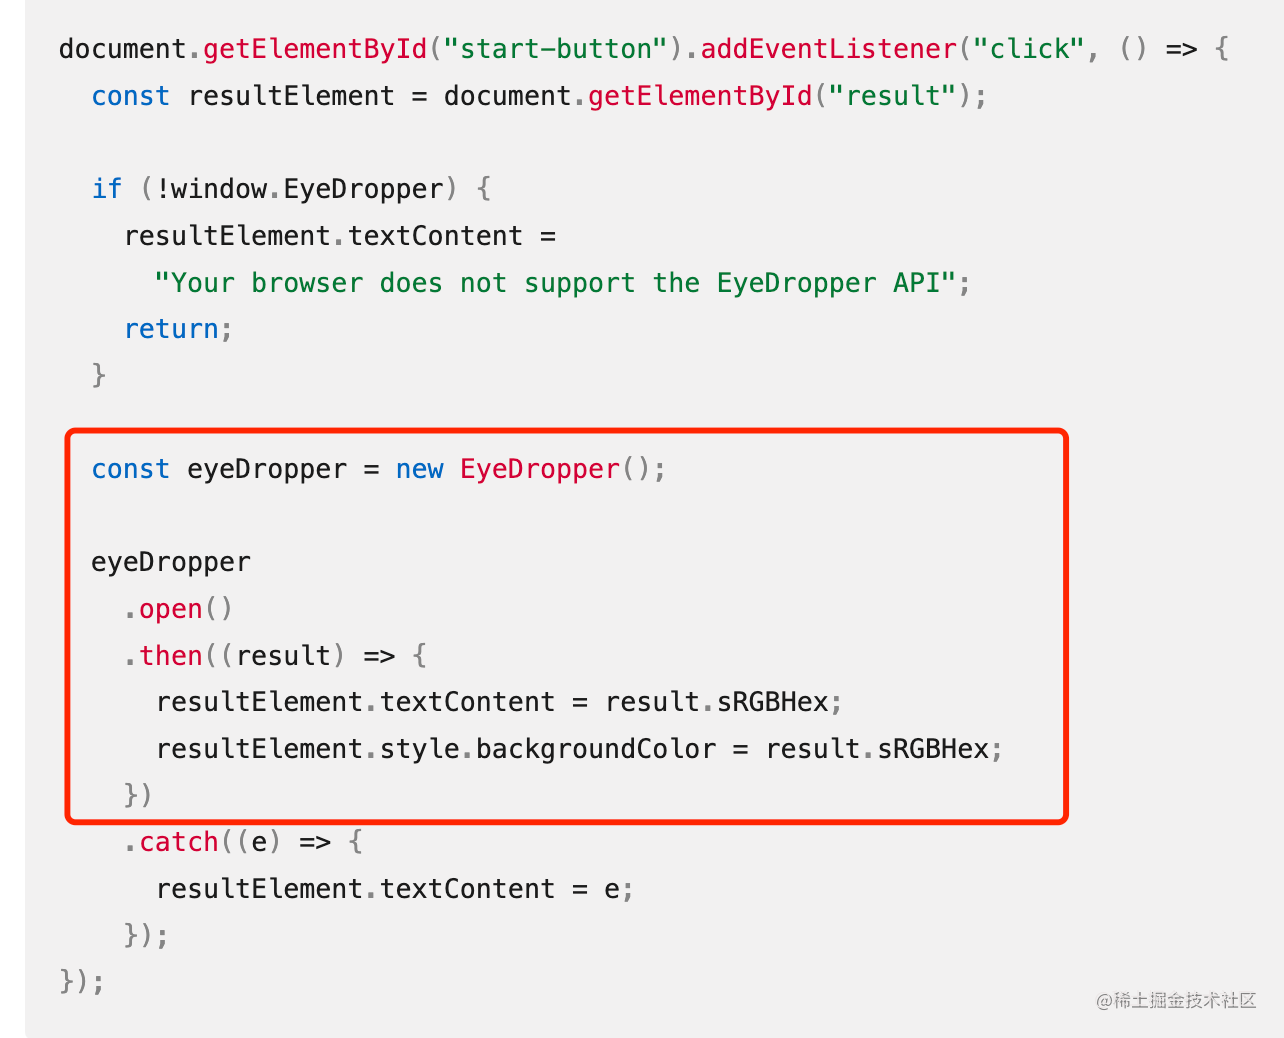 document.getElementById("start-button").addEventListener("click", () => {
  const resultElement = document.getElementById("result");

  if (!window.EyeDropper) {
    resultElement.textContent =
      "Your browser does not support the EyeDropper API";
    return;
  }

  const eyeDropper = new EyeDropper();

  eyeDropper
    .open()
    .then((result) => {
      resultElement.textContent = result.sRGBHex;
      resultElement.style.backgroundColor = result.sRGBHex;
    })
    .catch((e) => {
      resultElement.textContent = e;
    });
});
@稀土掘金技术社区